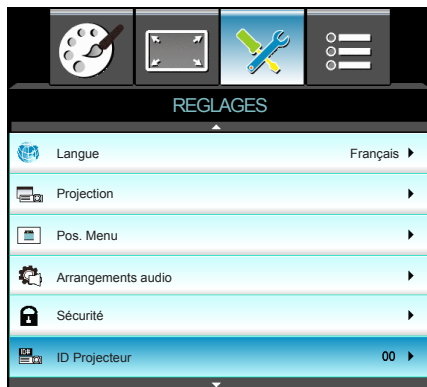 REGLAGES
Langue Français
Projection
Pos. Menu
Arrangements audio
Sécurité
ID Projecteur 00